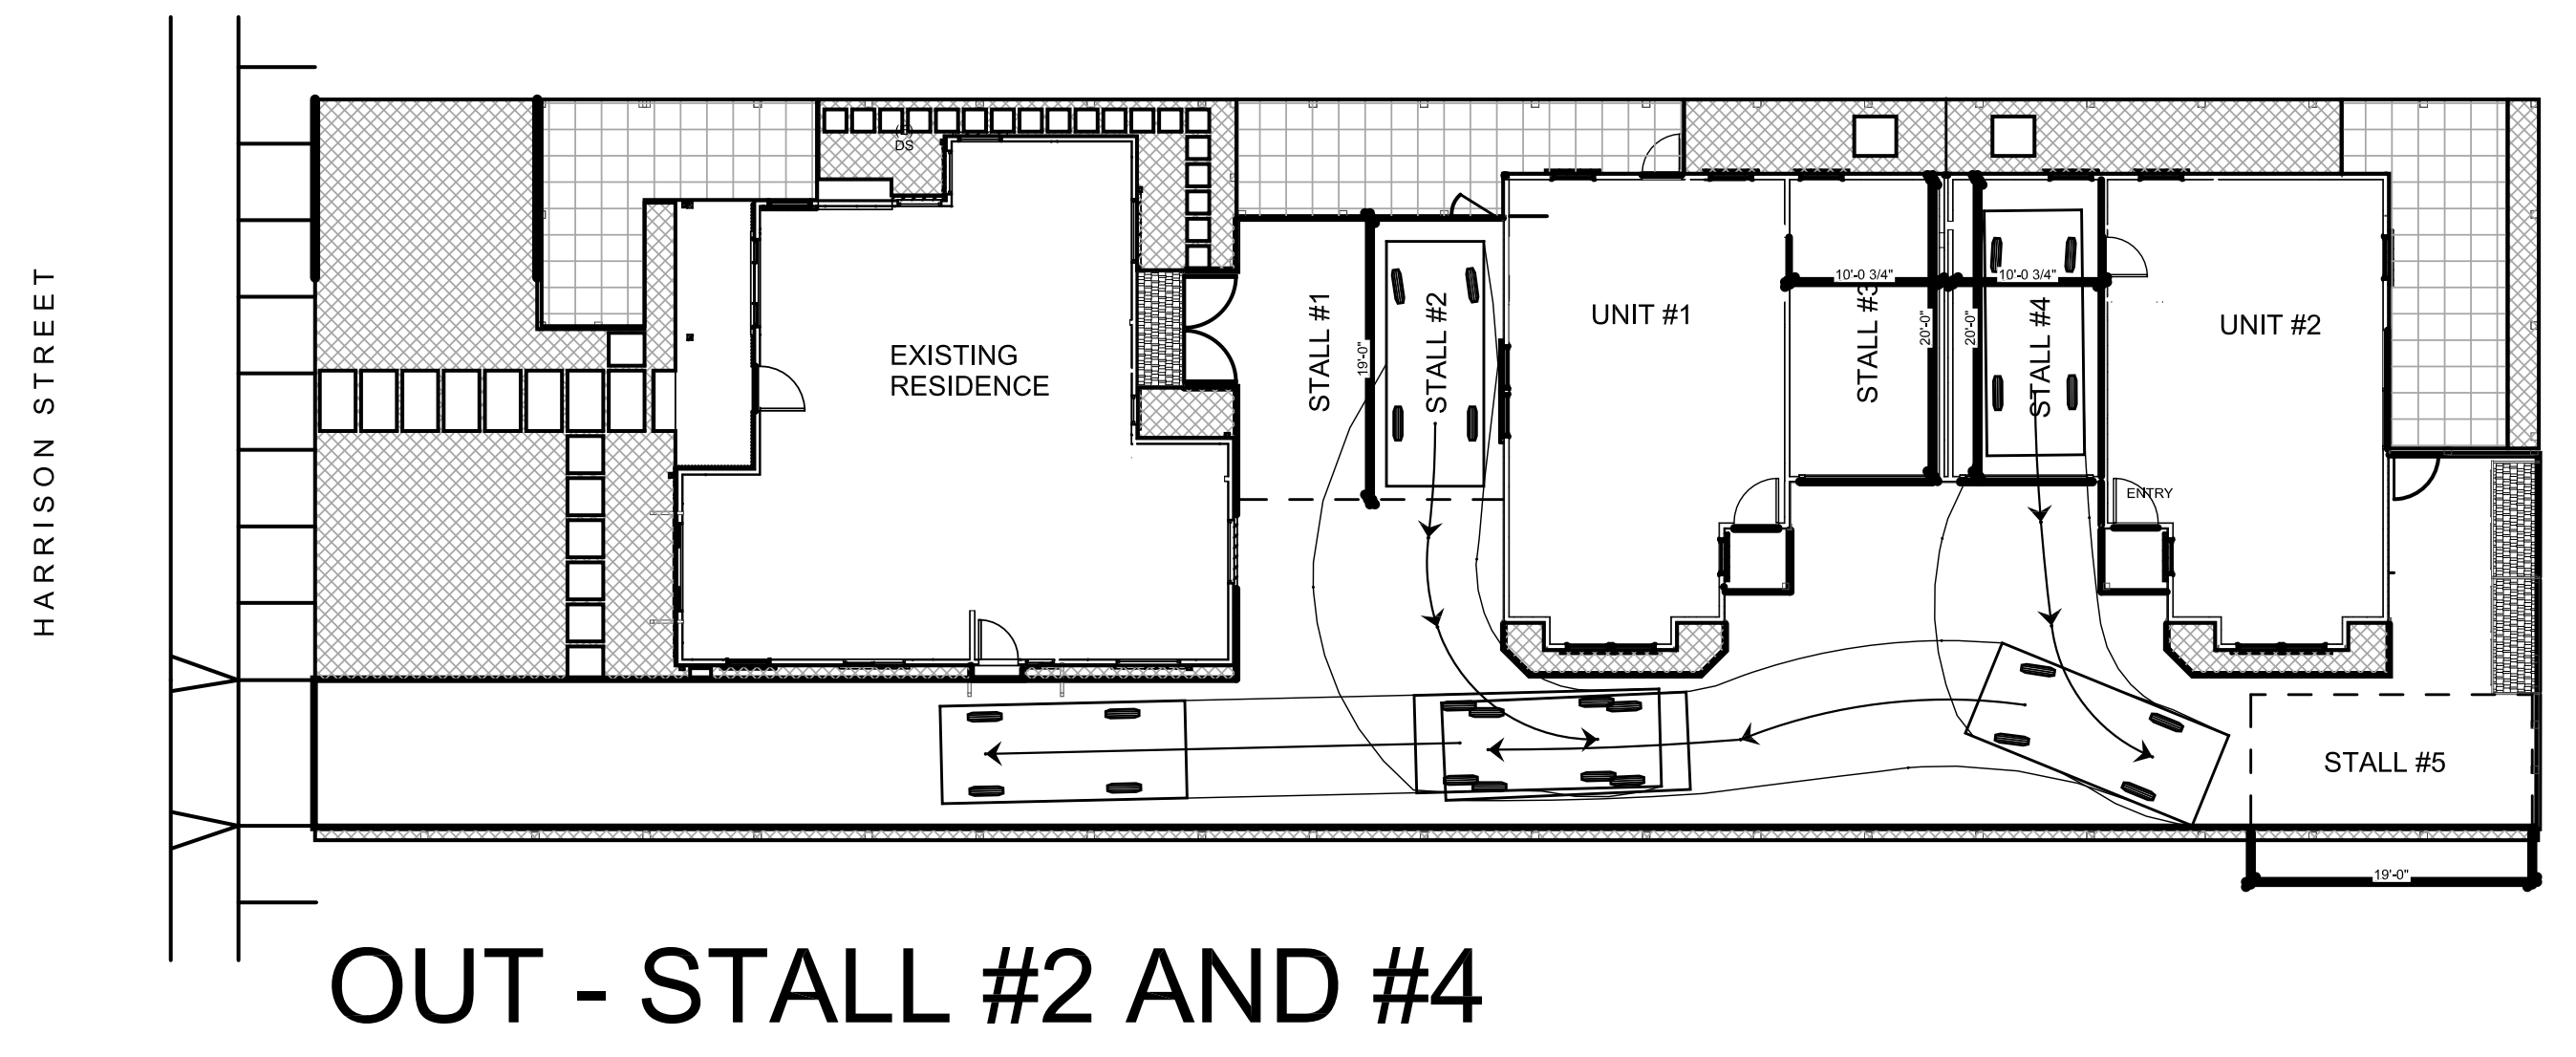 HARRISON STREET
DS
EXISTING
RESIDENCE
STALL #1
19'-0"
STALL #2
UNIT #1
10'-0 3/4"
STALL #3
20'-0"
20'-0"
10'-0 3/4"
STALL #4
UNIT #2
ENTRY
STALL #5
19'-0"
OUT - STALL #2 AND #4